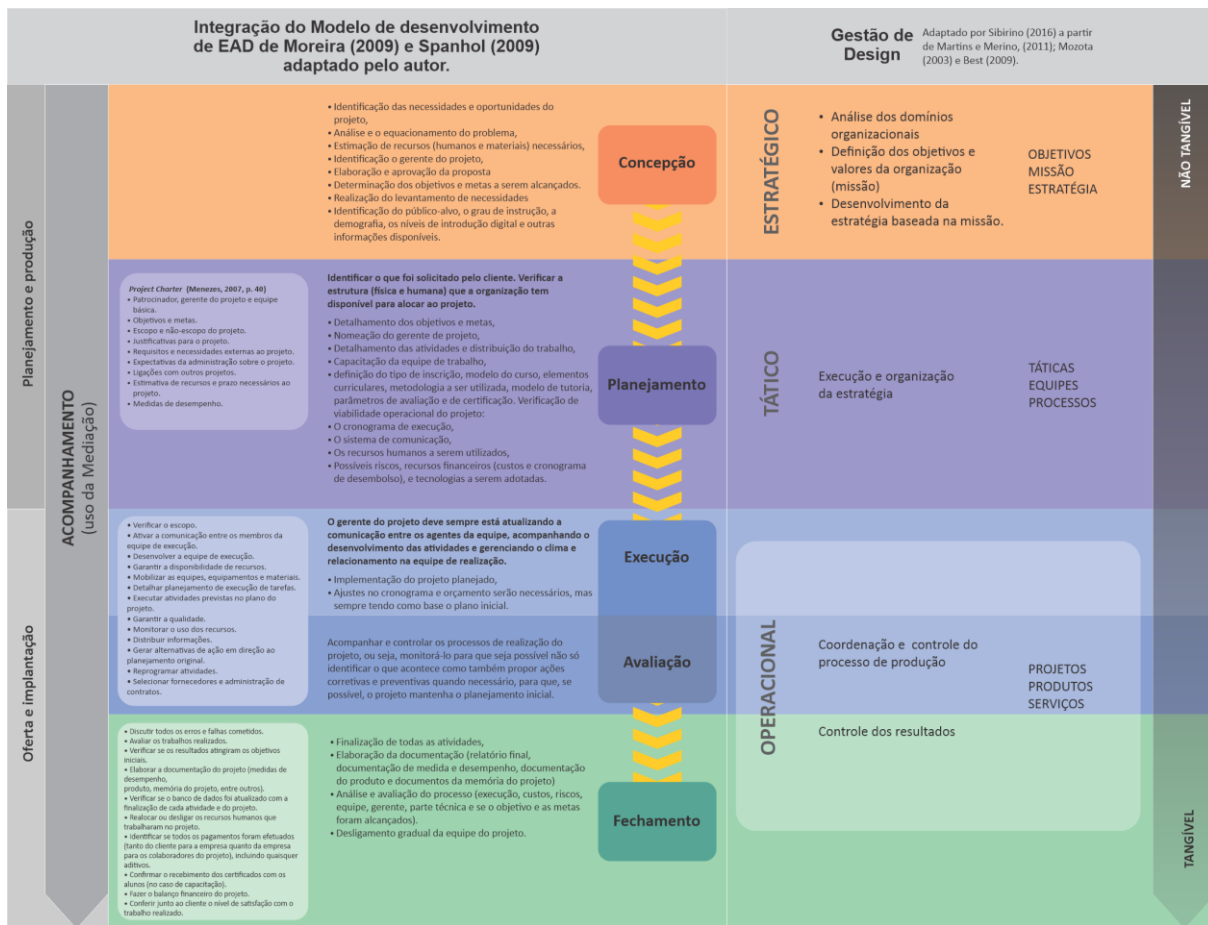 Integração do Modelo de desenvolvimento
de EAD de Moreira (2009) e Spanhol (2009)
adaptado pelo autor.
Gestão de
Design
Adaptado por Sibirino (2016) a partir
de Martins e Merino, (2011); Mozota
(2003) e Best (2009).
Planejamento e produção
Oferta e implantação
ACOMPANHAMENTO
(uso da Mediação)
• Identificação das necessidades e oportunidades do
projeto,
• Análise e o equacionamento do problema,
• Estimação de recursos (humanos e materiais) necessários,
• Identificação o gerente do projeto,
• Elaboração e aprovação da proposta
• Determinação dos objetivos e metas a serem alcançados.
• Realização do levantamento de necessidades
• Identificação do público-alvo, o grau de instrução, a
demografia, os níveis de introdução digital e outras
informações disponíveis.
Concepção
ESTRATÉGICO
• Análise dos domínios
organizacionais
• Definição dos objetivos e
valores da organização
(missão)
• Desenvolvimento da
estratégia baseada na missão.
OBJETIVOS
MISSÃO
ESTRATÉGIA
NÃO TANGÍVEL
Project Charter (Menezes, 2007, p. 40)
• Patrocinador, gerente do projeto e equipe
básica.
• Objetivos e metas.
• Escopo e não-escopo do projeto.
• Justificativas para o projeto.
• Requisitos e necessidades externas ao projeto.
• Expectativas da administração sobre o projeto.
• Ligações com outros projetos.
• Estimativa de recursos e prazo necessários ao
projeto.
• Medidas de desempenho.
Identificar o que foi solicitado pelo cliente. Verificar a
estrutura (física e humana) que a organização tem
disponível para alocar ao projeto.
• Detalhamento dos objetivos e metas,
• Nomeação do gerente de projeto,
• Detalhamento das atividades e distribuição do trabalho,
• Capacitação da equipe de trabalho,
• definição do tipo de inscrição, modelo do curso, elementos
curriculares, metodologia a ser utilizada, modelo de tutoria,
parâmetros de avaliação e de certificação. Verificação de
viabilidade operacional do projeto:
• O cronograma de execução,
• O sistema de comunicação,
• Os recursos humanos a serem utilizados,
• Possíveis riscos, recursos financeiros (custos e cronograma
de desembolso), e tecnologias a serem adotadas.
Planejamento
TÁTICO
Execução e organização
da estratégia
TÁTICAS
EQUIPES
PROCESSOS
• Verificar o escopo.
• Ativar a comunicação entre os membros da
equipe de execução.
• Desenvolver a equipe de execução.
• Garantir a disponibilidade de recursos.
• Mobilizar as equipes, equipamentos e materiais.
• Detalhar planejamento de execução de tarefas.
• Executar atividades previstas no plano do
projeto.
• Garantir a qualidade.
• Monitorar o uso dos recursos.
• Distribuir informações.
• Gerar alternativas de ação em direção ao
planejamento original.
• Reprogramar atividades.
• Selecionar fornecedores e administração de
contratos.
O gerente do projeto deve sempre está atualizando a
comunicação entre os agentes da equipe, acompanhando o
desenvolvimento das atividades e gerenciando o clima e
relacionamento na equipe de realização.
• Implementação do projeto planejado,
• Ajustes no cronograma e orçamento serão necessários, mas
sempre tendo como base o plano inicial.
Execução
Acompanhar e controlar os processos de realização do
projeto, ou seja, monitorá-lo para que seja possível não só
identificar o que acontece como também propor ações
corretivas e preventivas quando necessário, para que, se
possível, o projeto mantenha o planejamento inicial.
Avaliação
OPERACIONAL
Coordenação e controle do
processo de produção
PROJETOS
PRODUTOS
SERVIÇOS
Controle dos resultados
• Discutir todos os erros e falhas cometidos.
• Avaliar os trabalhos realizados.
• Verificar se os resultados atingiram os objetivos
iniciais.
• Elaborar a documentação do projeto (medidas de
desempenho,
produto, memória do projeto, entre outros).
• Verificar se o banco de dados foi atualizado com a
finalização de cada atividade e do projeto.
• Realocar ou desligar os recursos humanos que
trabalharam no projeto.
• Identificar se todos os pagamentos foram efetuados
(tanto do cliente para a empresa quanto da empresa
para os colaboradores do projeto), incluindo quaisquer
aditivos.
• Confirmar o recebimento dos certificados com os
alunos (no caso de capacitação).
• Fazer o balanço financeiro do projeto.
• Conferir junto ao cliente o nível de satisfação com o
trabalho realizado.
• Finalização de todas as atividades,
• Elaboração da documentação (relatório final,
documentação de medida e desempenho, documentação
do produto e documentos da memória do projeto)
• Análise e avaliação do processo (execução, custos, riscos,
equipe, gerente, parte técnica e se o objetivo e as metas
foram alcançados).
• Desligamento gradual da equipe do projeto.
Fechamento
TANGÍVEL